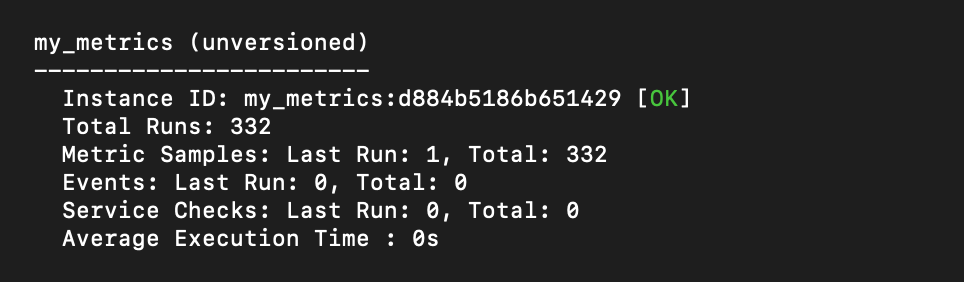 my_metrics (unversioned)
------------------------
Instance ID: my_metrics:d884b5186b651429 [OK]
Total Runs: 332
Metric Samples: Last Run: 1, Total: 332
Events: Last Run: 0, Total: 0
Service Checks: Last Run: 0, Total: 0
Average Execution Time : 0s